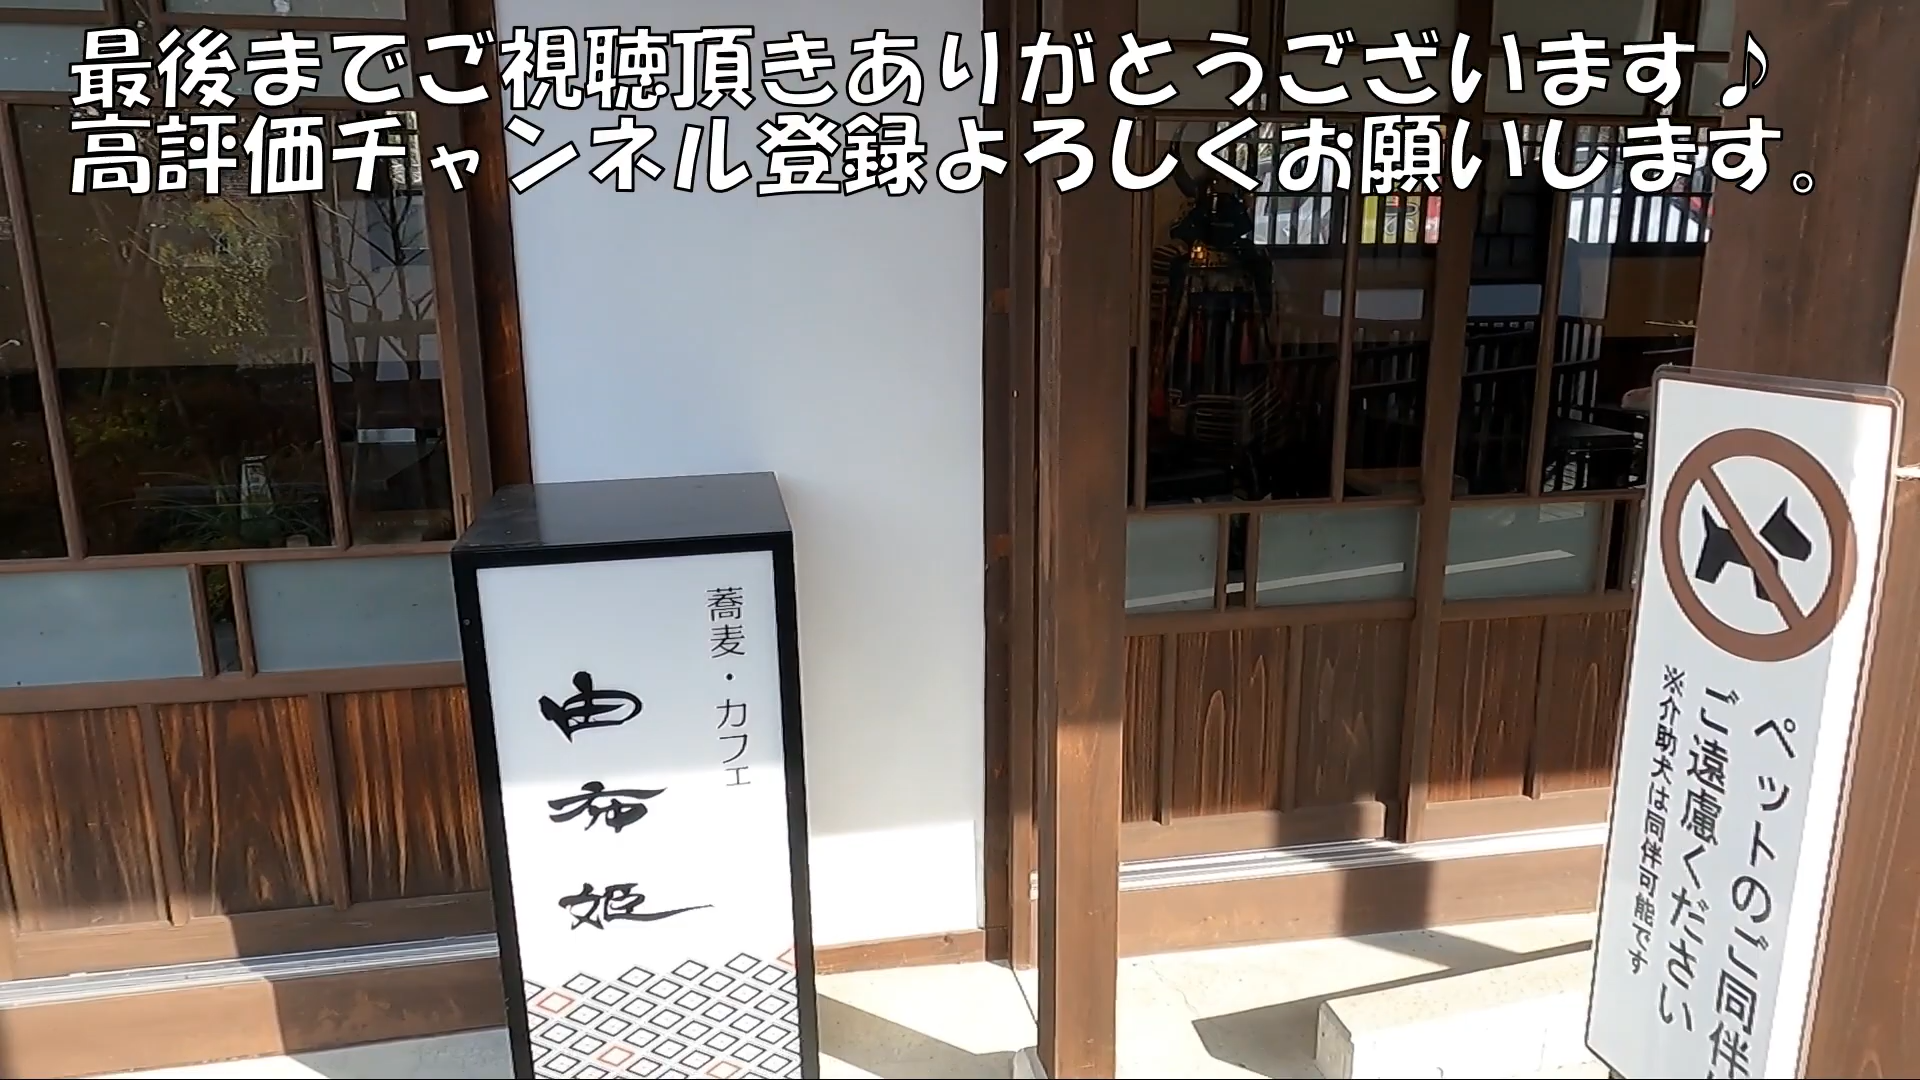 最後までご視聴頂きありがとうございます♪
高評価チャンネル登録よろしくお願いします。
蕎麦・カフェ
由布姫
ペットのご同伴
ご遠慮ください
※介助犬は同伴可能です